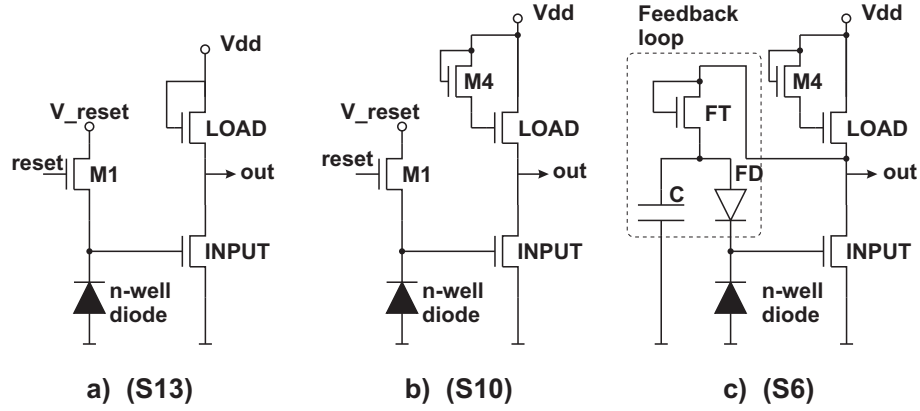 Vdd
V_reset
LOAD
reset
M1
out
INPUT
n-well
diode
a) (S13)
Vdd
M4
V_reset
LOAD
reset
M1
out
INPUT
n-well
diode
b) (S10)
Feedback
loop
Vdd
M4
FT
LOAD
FD
out
C
INPUT
n-well
diode
c) (S6)